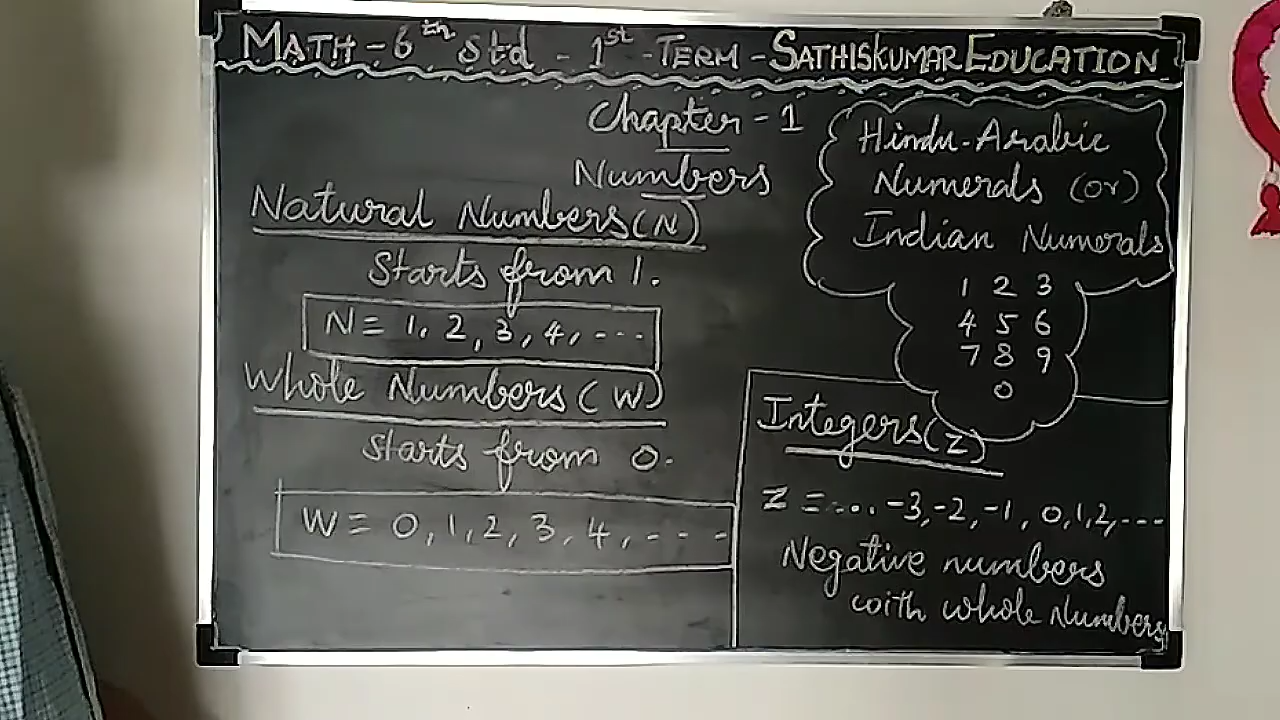 MATH - 6th std - 1st - TERM - SATHISKUMAR EDUCATION
Chapter - 1
Numbers
Natural Numbers (N)
Starts from 1.
N = 1, 2, 3, 4, ---
Whole Numbers (W)
Starts from 0.
W = 0, 1, 2, 3, 4, - - -
Hindu-Arabic
Numerals (or)
Indian Numerals
1 2 3
4 5 6
7 8 9
0
Integers (Z)
Z = .... -3, -2, -1, 0, 1, 2, ---
Negative numbers
with whole Numbers